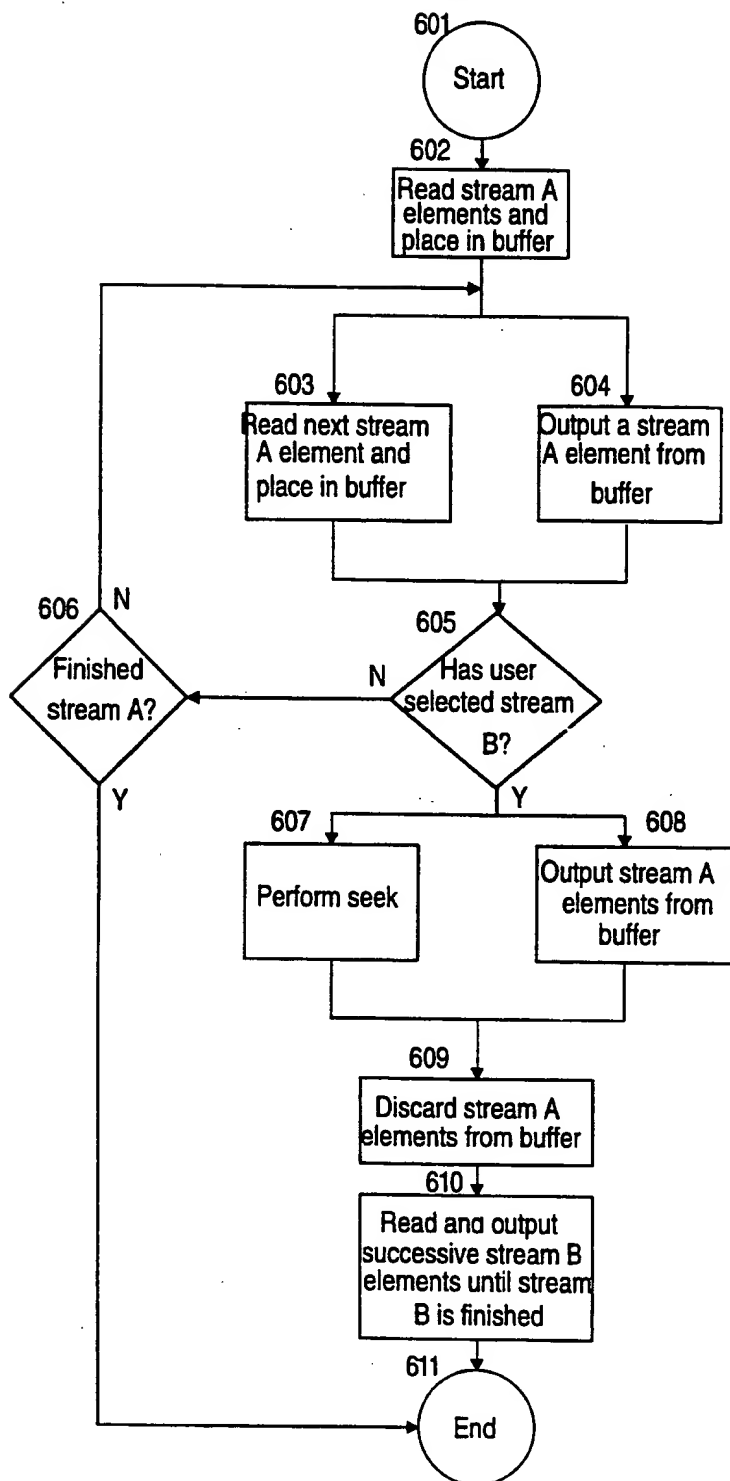 601
Start
602
Read stream A
elements and
place in buffer
603
Read next stream
A element and
place in buffer
604
Output a stream
A element from
buffer
605
Has user
selected stream
B?
N
Y
606
Finished
stream A?
N
Y
607
Perform seek
608
Output stream A
elements from
buffer
609
Discard stream A
elements from buffer
610
Read and output
successive stream B
elements until stream
B is finished
611
End